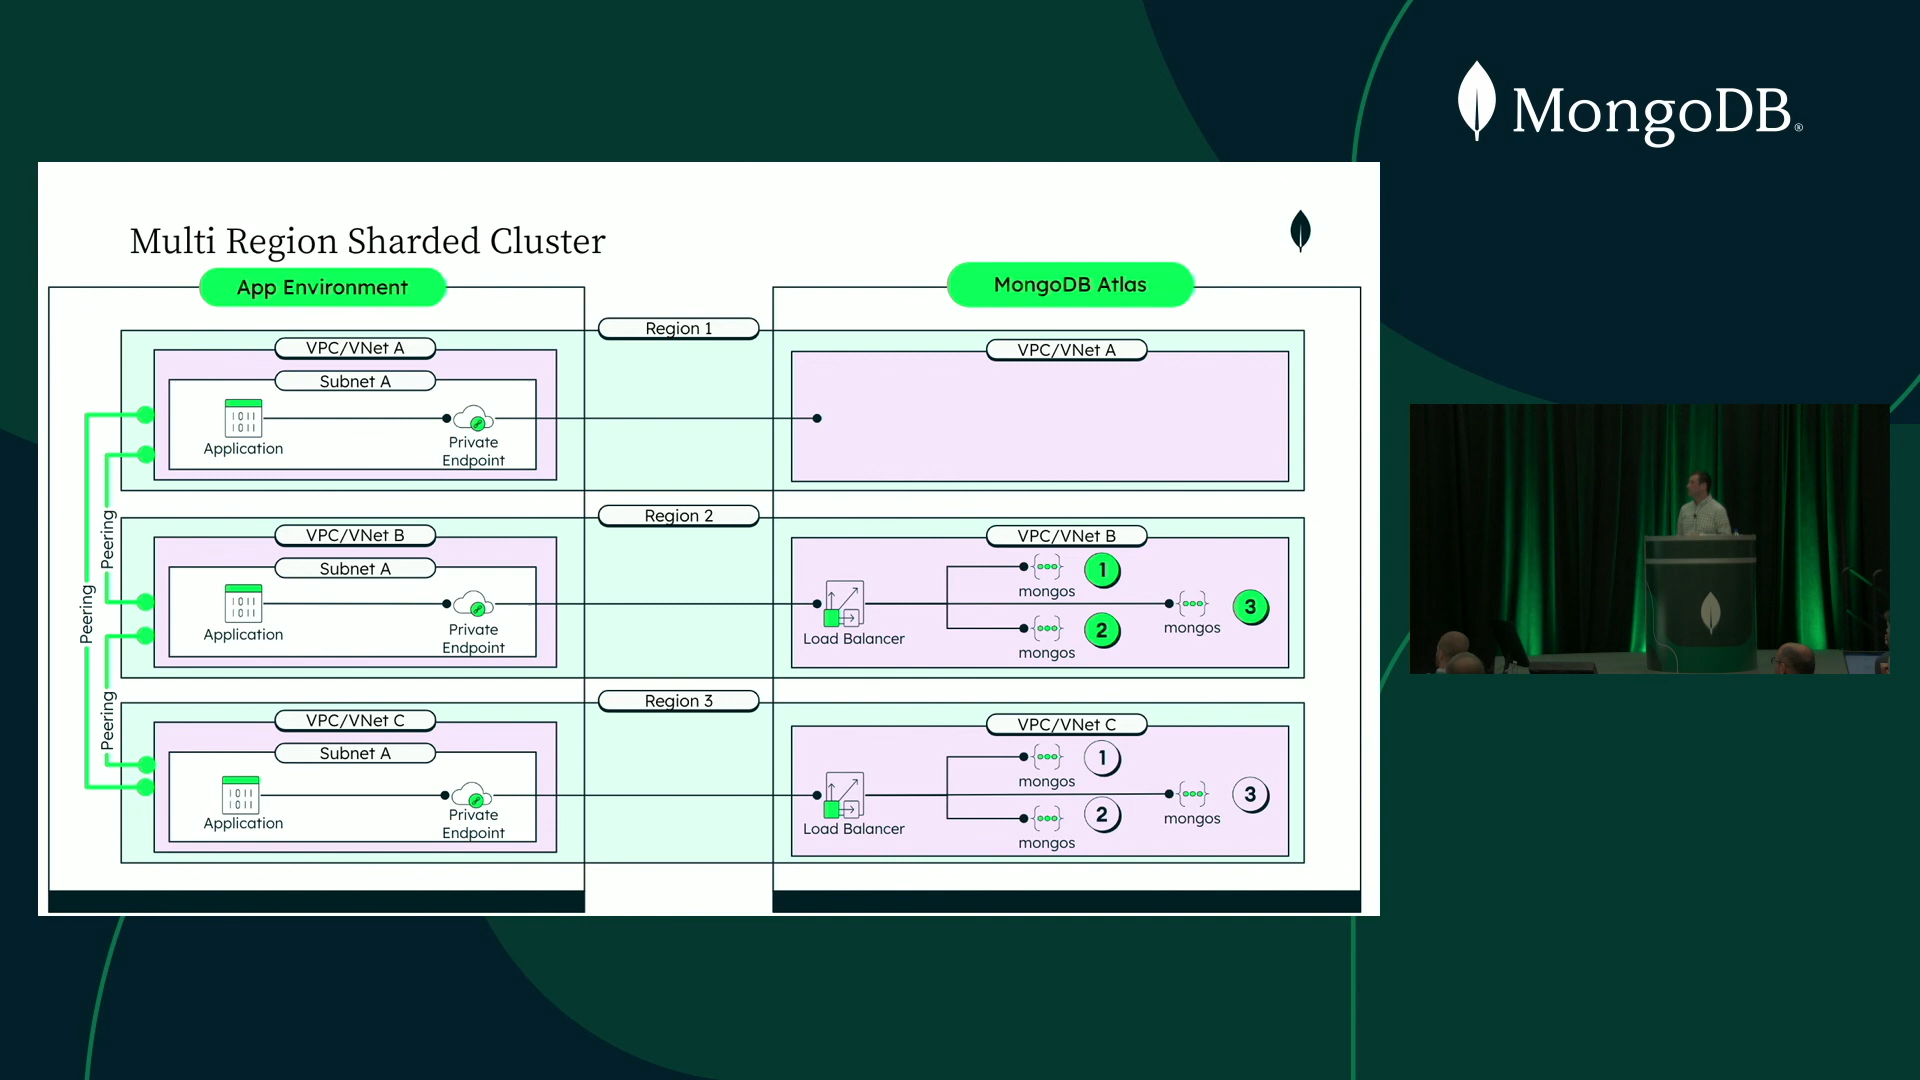 MongoDB®
Multi Region Sharded Cluster
App Environment
MongoDB Atlas
Region 1
VPC/VNet A
Subnet A
Application
Private
Endpoint
VPC/VNet A
Region 2
VPC/VNet B
Subnet A
Application
Private
Endpoint
VPC/VNet B
Load Balancer
mongos
1
mongos
2
mongos
3
Region 3
VPC/VNet C
Subnet A
Application
Private
Endpoint
VPC/VNet C
Load Balancer
mongos
1
mongos
2
mongos
3
Peering
Peering
Peering